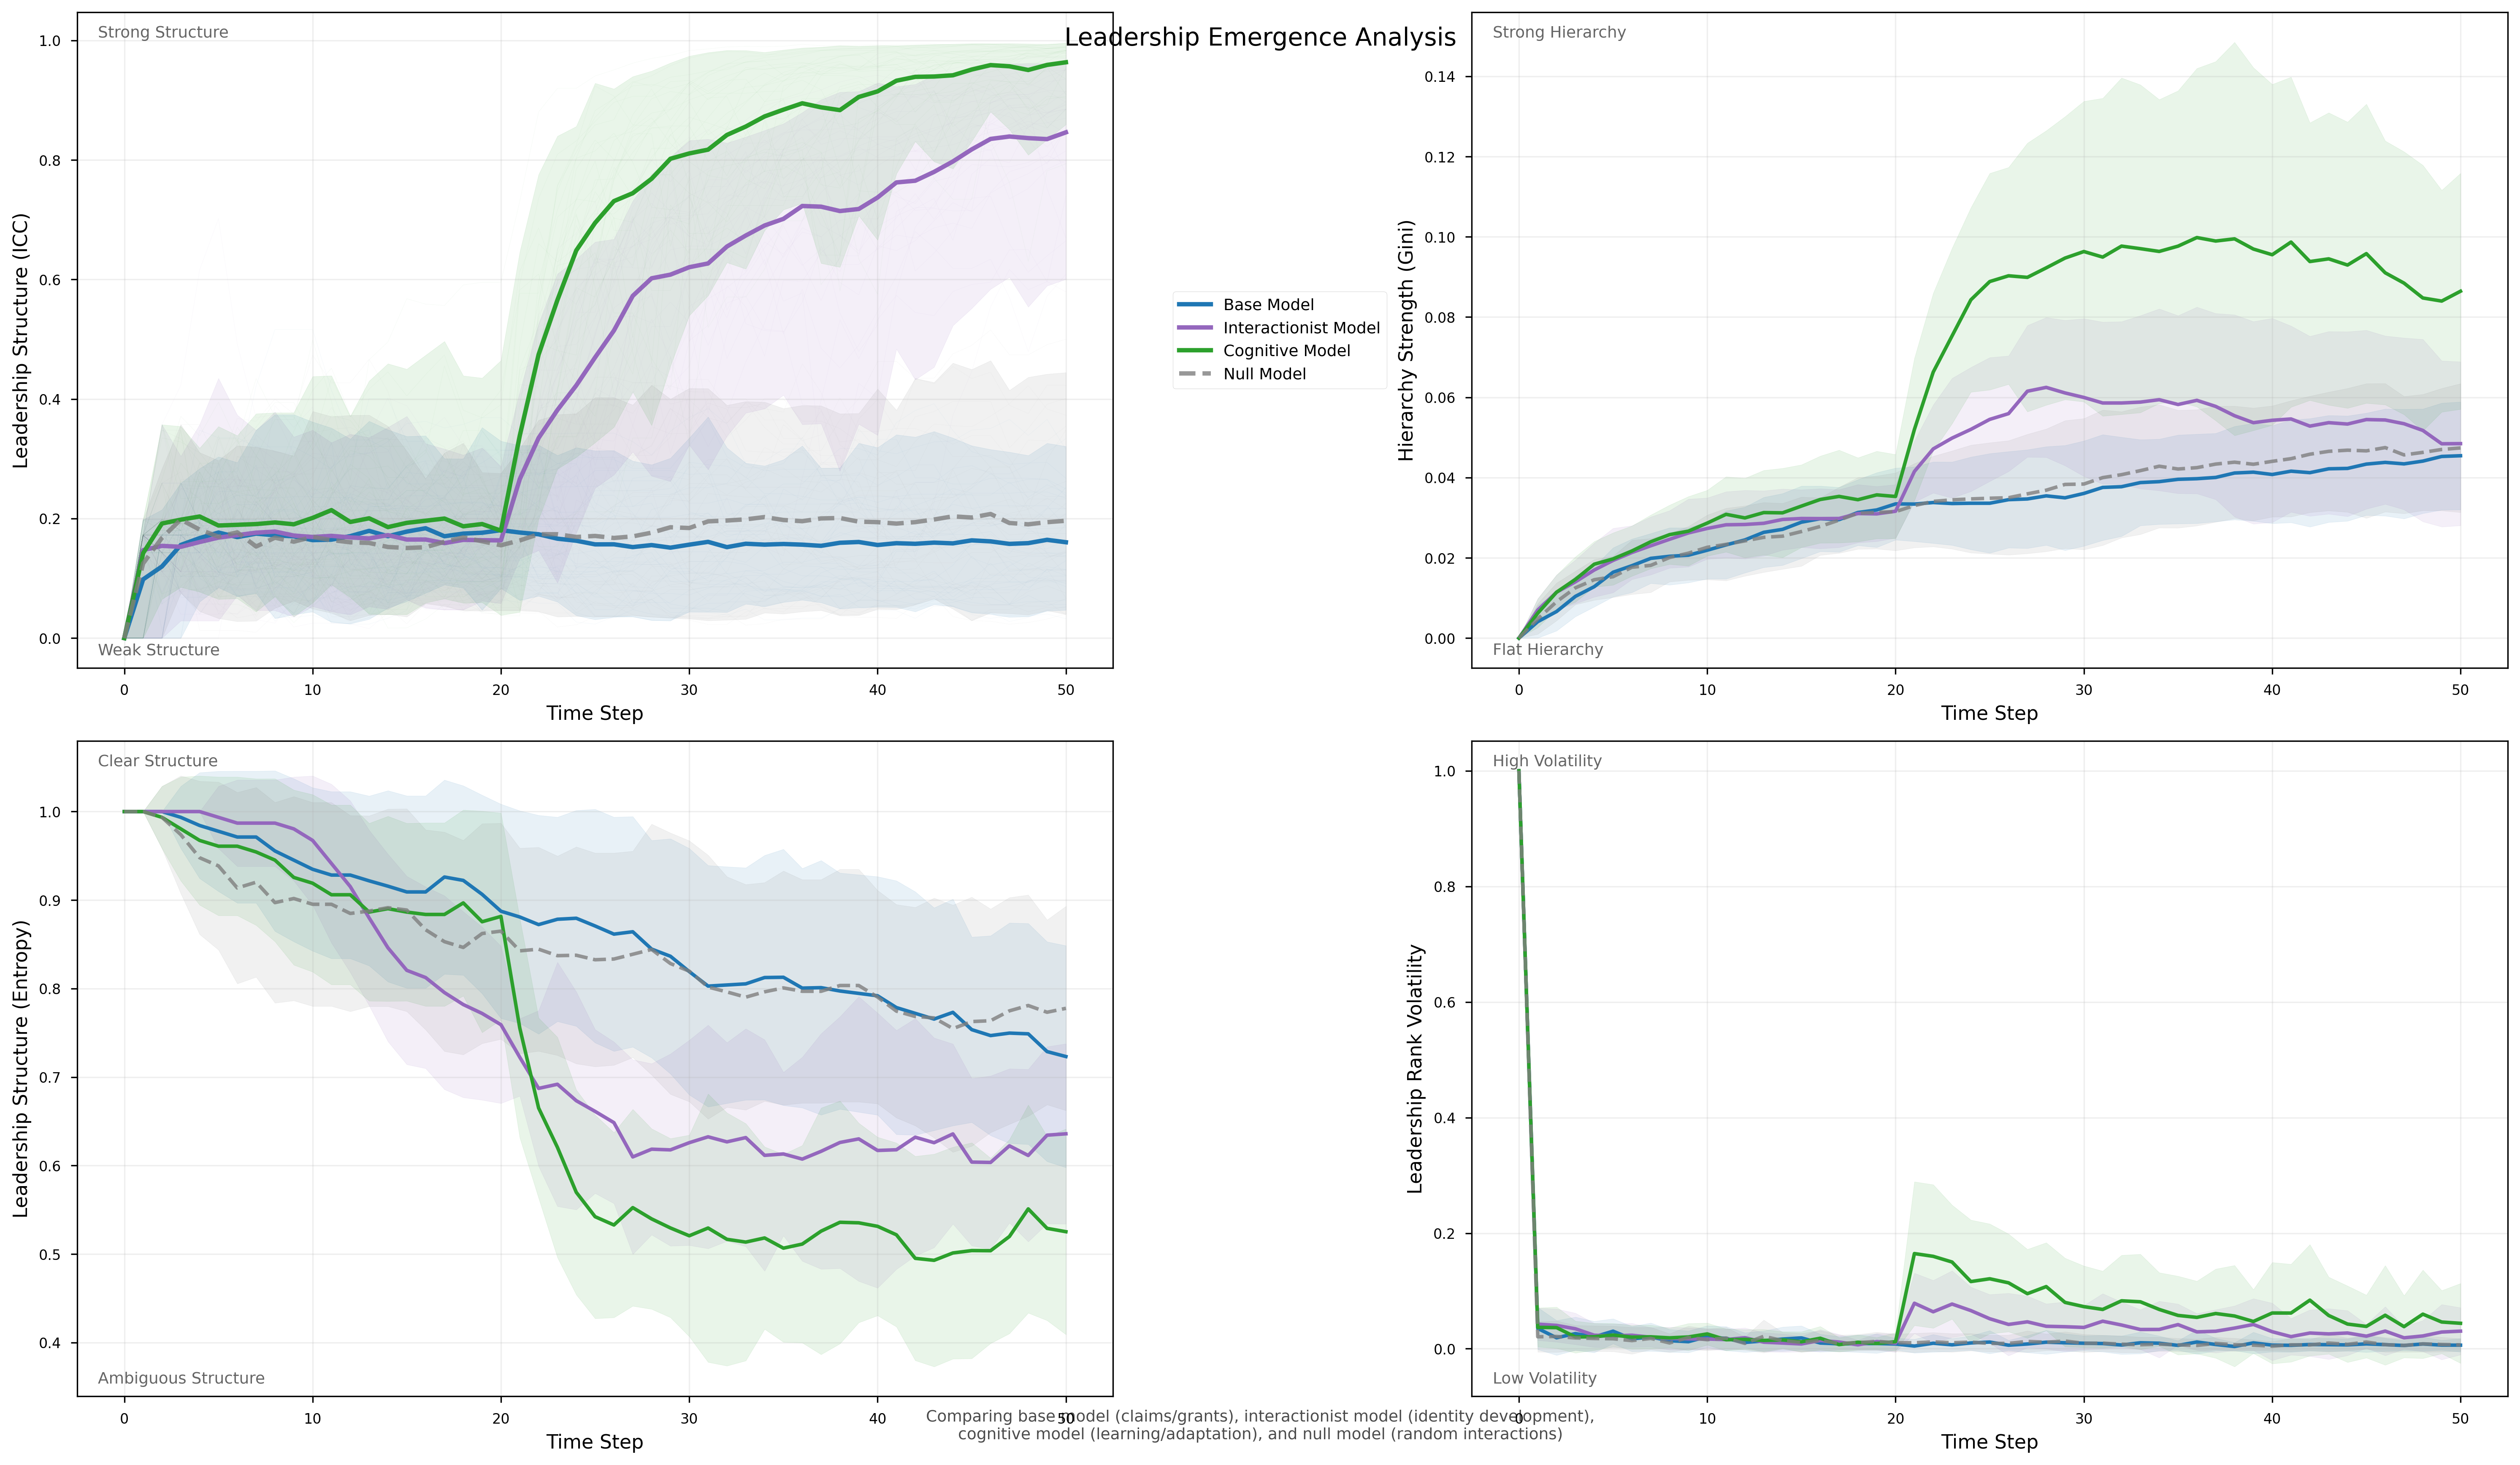 Leadership Emergence Analysis
Strong Structure
1.0
0.8
0.6
0.4
0.2
0.0
Leadership Structure (ICC)
Weak Structure
0 10 20 30 40 50
Time Step
Base Model
Interactionist Model
Cognitive Model
Null Model
Strong Hierarchy
0.14
0.12
0.10
0.08
0.06
0.04
0.02
0.00
Hierarchy Strength (Gini)
Flat Hierarchy
0 10 20 30 40 50
Time Step
Clear Structure
1.0
0.9
0.8
0.7
0.6
0.5
0.4
Leadership Structure (Entropy)
Ambiguous Structure
0 10 20 30 40 50
Time Step
High Volatility
1.0
0.8
0.6
0.4
0.2
0.0
Leadership Rank Volatility
Low Volatility
0 10 20 30 40 50
Time Step
Comparing base model (claims/grants), interactionist model (identity development),
cognitive model (learning/adaptation), and null model (random interactions)